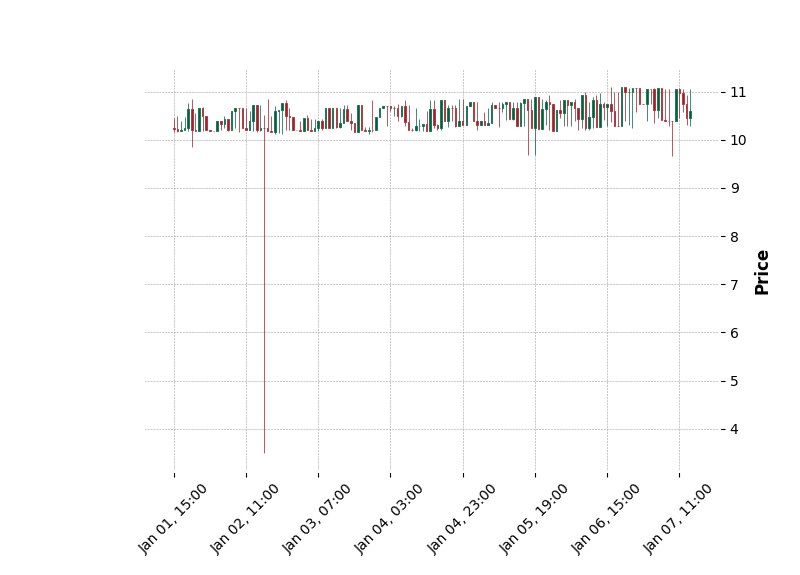 11
10
9
8
7
6
5
4
Price
Jan 01, 15:00
Jan 02, 11:00
Jan 03, 07:00
Jan 04, 03:00
Jan 04, 23:00
Jan 05, 19:00
Jan 06, 15:00
Jan 07, 11:00